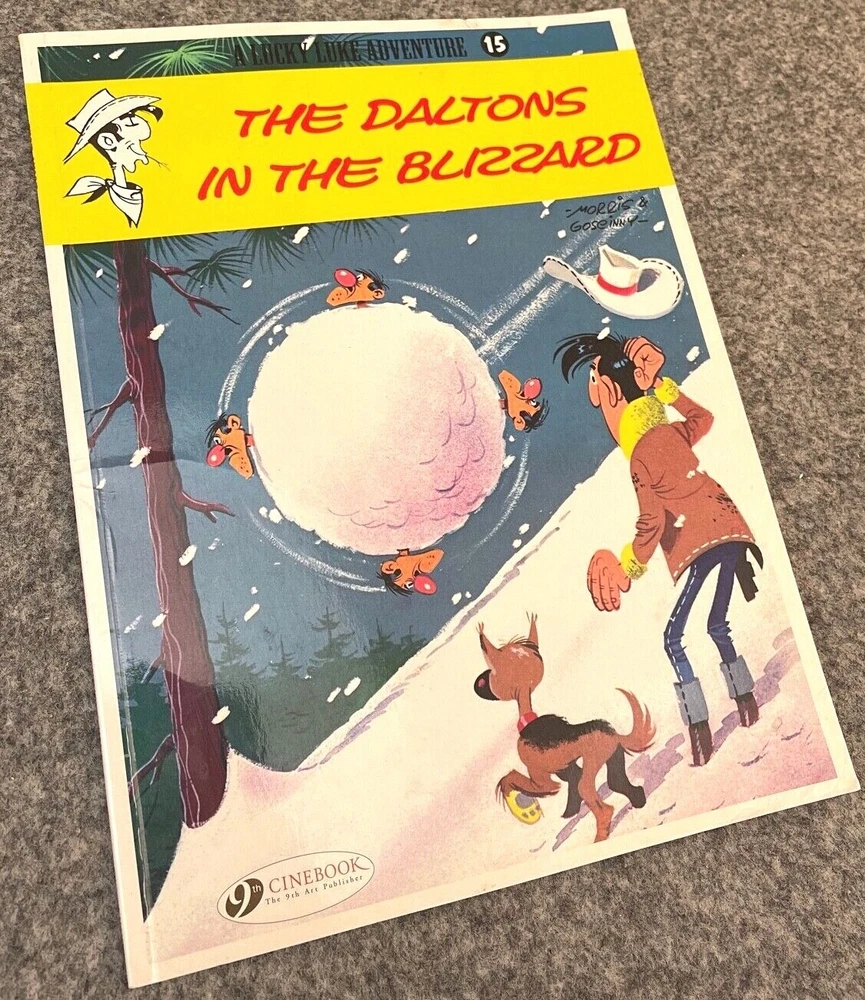 A LUCKY LUKE ADVENTURE 15
THE DALTONS
IN THE BLIZZARD
-MORRIS &
GOSCINNY-
9th CINEBOOK
The 9th Art Publisher